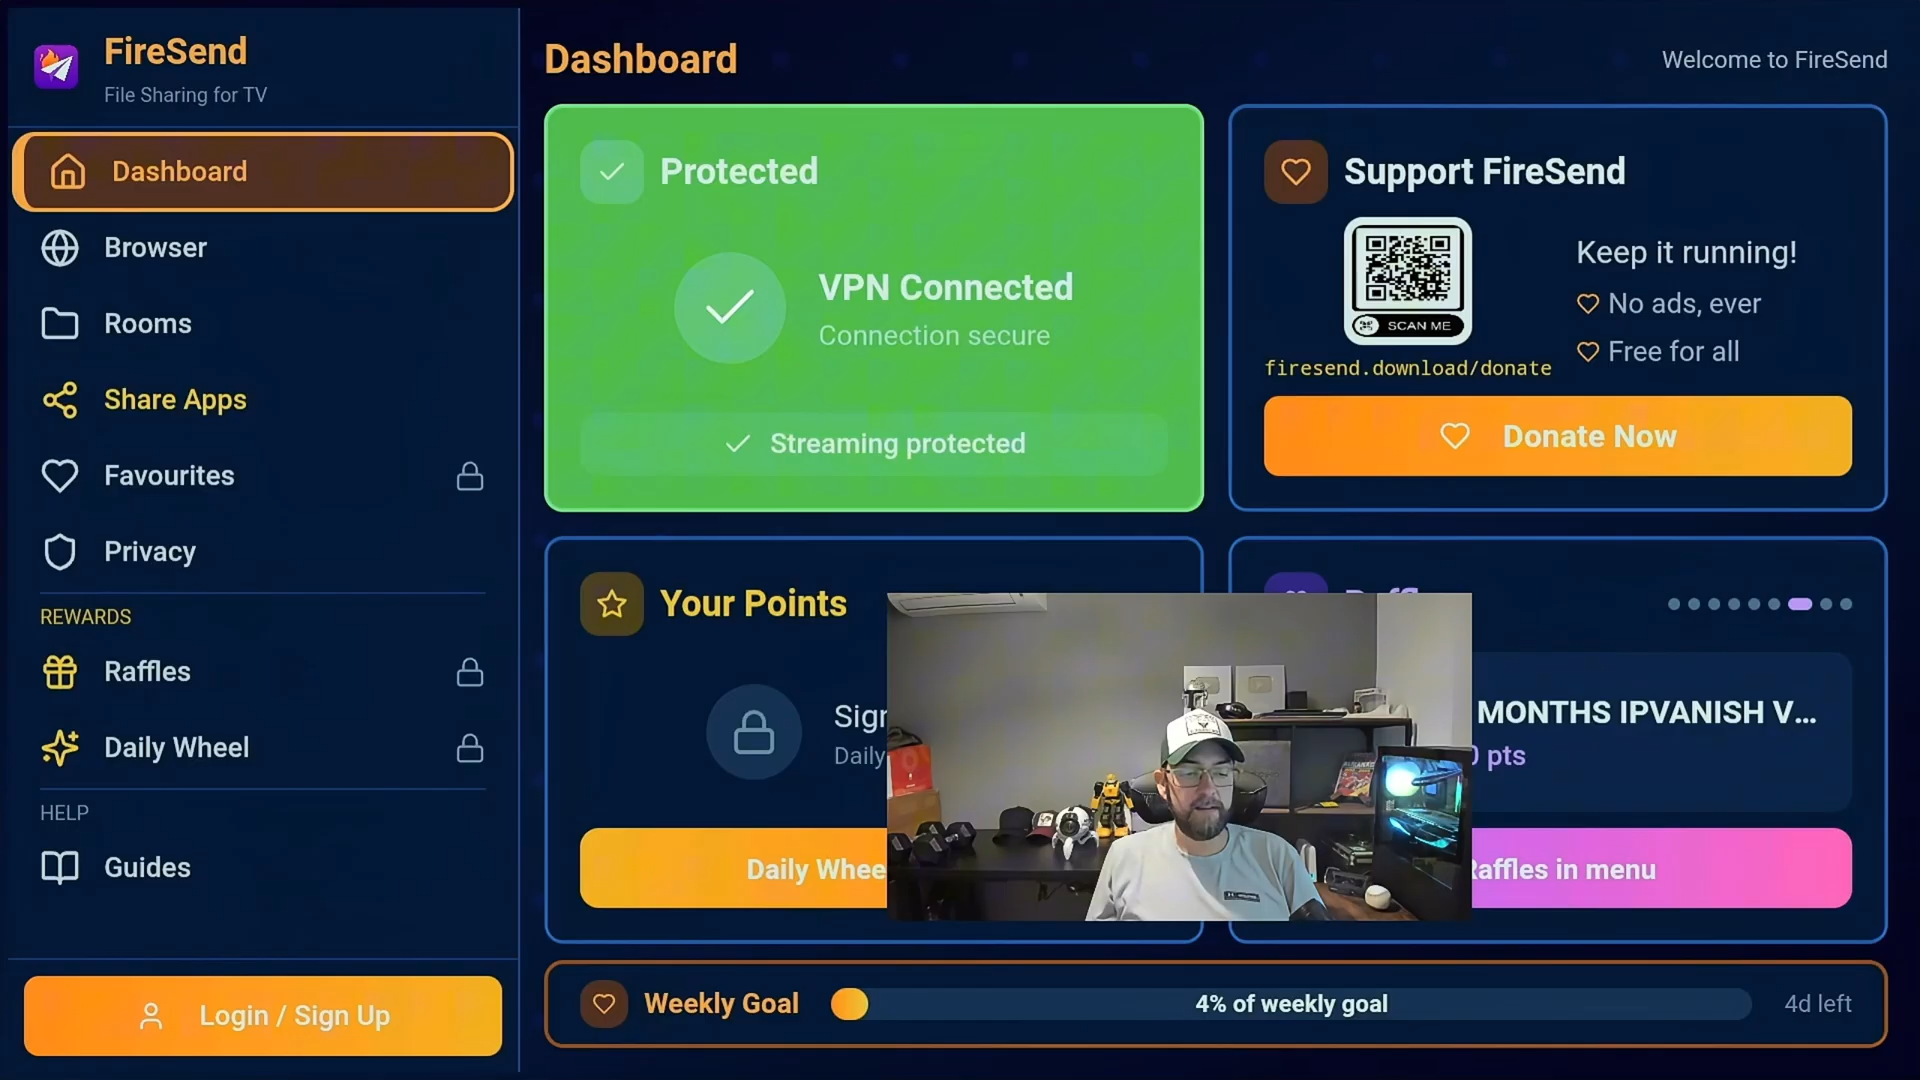 FireSend
File Sharing for TV
Dashboard
Browser
Rooms
Share Apps
Favourites
Privacy
REWARDS
Raffles
Daily Wheel
HELP
Guides
Login / Sign Up
Dashboard
Welcome to FireSend
Protected
VPN Connected
Connection secure
Streaming protected
Support FireSend
SCAN ME
firesend.download/donate
Keep it running!
No ads, ever
Free for all
Donate Now
Your Points
Daily
MONTHS IPVANISH V...
pts
Raffles in menu
Weekly Goal
4% of weekly goal
4d left